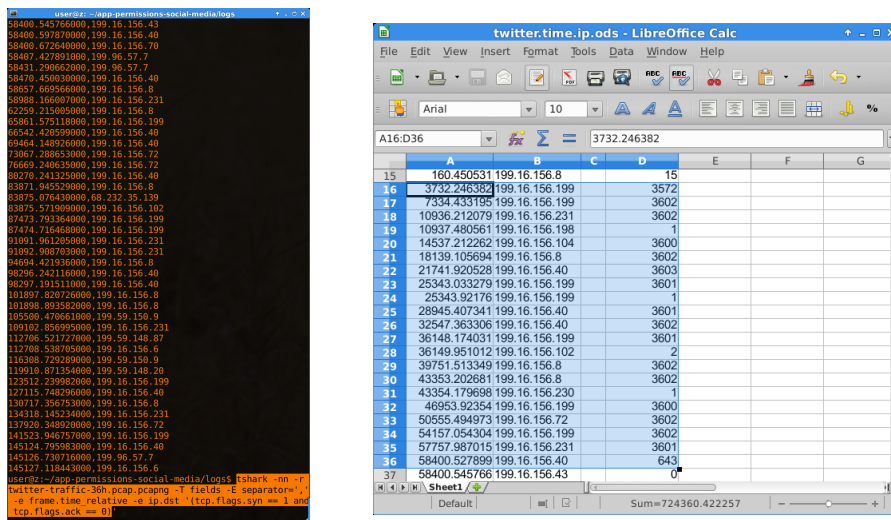 user@z: ~/app-permissions-social-media/logs
58400.545766000,199.16.156.43
58400.597870000,199.16.156.40
58400.672640000,199.16.156.70
58407.427891000,199.96.57.7
58431.290662000,199.96.57.7
58470.450030000,199.16.156.40
58657.669566000,199.16.156.8
58988.166007000,199.16.156.231
62259.215005000,199.16.156.8
65861.575118000,199.16.156.199
66542.420599000,199.16.156.40
69464.148926000,199.16.156.40
73067.288653000,199.16.156.72
76669.240635000,199.16.156.72
80270.241325000,199.16.156.40
83871.945529000,199.16.156.8
83875.076430000,68.232.35.139
83875.571909000,199.16.156.102
87473.793364000,199.16.156.199
87474.716468000,199.16.156.199
91091.961205000,199.16.156.231
91092.908703000,199.16.156.231
94694.421936000,199.16.156.8
98296.242116000,199.16.156.40
98297.191511000,199.16.156.40
101897.820726000,199.16.156.8
101898.893582000,199.16.156.8
105500.470661000,199.59.150.9
109102.856995000,199.16.156.231
112706.521727000,199.59.148.87
112708.538705000,199.16.156.6
116308.729289000,199.59.150.9
119910.871354000,199.59.148.20
123512.239982000,199.16.156.199
127115.748296000,199.16.156.40
130717.356753000,199.16.156.8
134318.145234000,199.16.156.231
137920.348920000,199.16.156.72
141523.946757000,199.16.156.199
145124.795983000,199.16.156.40
145126.730716000,199.96.57.7
145127.118443000,199.16.156.6
user@z:~/app-permissions-social-media/logs$ tshark -nn -r
twitter-traffic-36h.pcap.pcapng -T fields -E separator=','
-e frame.time_relative -e ip.dst '(tcp.flags.syn == 1 and
tcp.flags.ack == 0)'
twitter.time.ip.ods - LibreOffice Calc
File Edit View Insert Format Tools Data Window Help
PDF ABC ABC
Arial 10 %
A16:D36 fx Σ = 3732.246382
A B C D E F G
15 160.450531 199.16.156.8 15
16 3732.246382 199.16.156.199 3572
17 7334.433195 199.16.156.199 3602
18 10936.212079 199.16.156.231 3602
19 10937.480561 199.16.156.198 1
20 14537.212262 199.16.156.104 3600
21 18139.105694 199.16.156.8 3602
22 21741.920528 199.16.156.40 3603
23 25343.033279 199.16.156.199 3601
24 25343.92176 199.16.156.199 1
25 28945.407341 199.16.156.40 3601
26 32547.363306 199.16.156.40 3602
27 36148.174031 199.16.156.199 3601
28 36149.951012 199.16.156.102 2
29 39751.513349 199.16.156.8 3602
30 43353.202681 199.16.156.8 3602
31 43354.179698 199.16.156.230 1
32 46953.92354 199.16.156.199 3600
33 50555.494973 199.16.156.72 3602
34 54157.054304 199.16.156.199 3602
35 57757.987015 199.16.156.231 3601
36 58400.527899 199.16.156.40 643
37 58400.545766 199.16.156.43 0
Sheet1
Default Sum=724360.422257